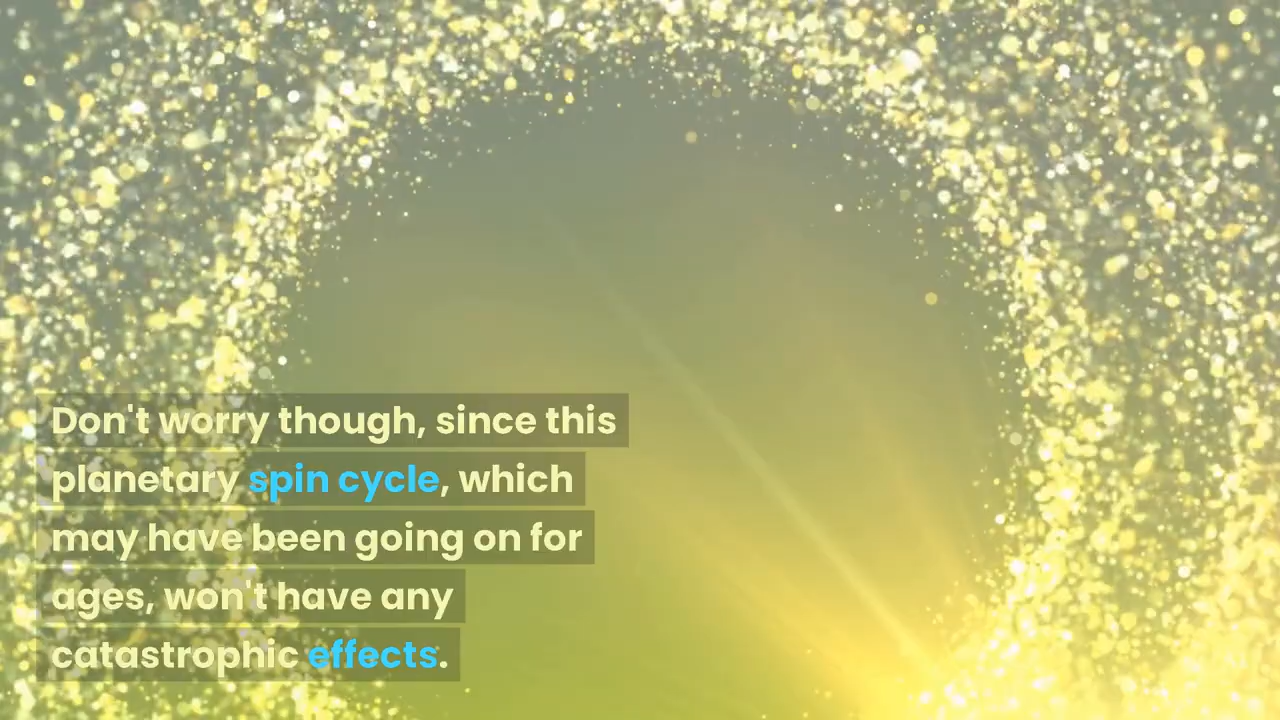 Don't worry though, since this
planetary spin cycle, which
may have been going on for
ages, won't have any
catastrophic effects.